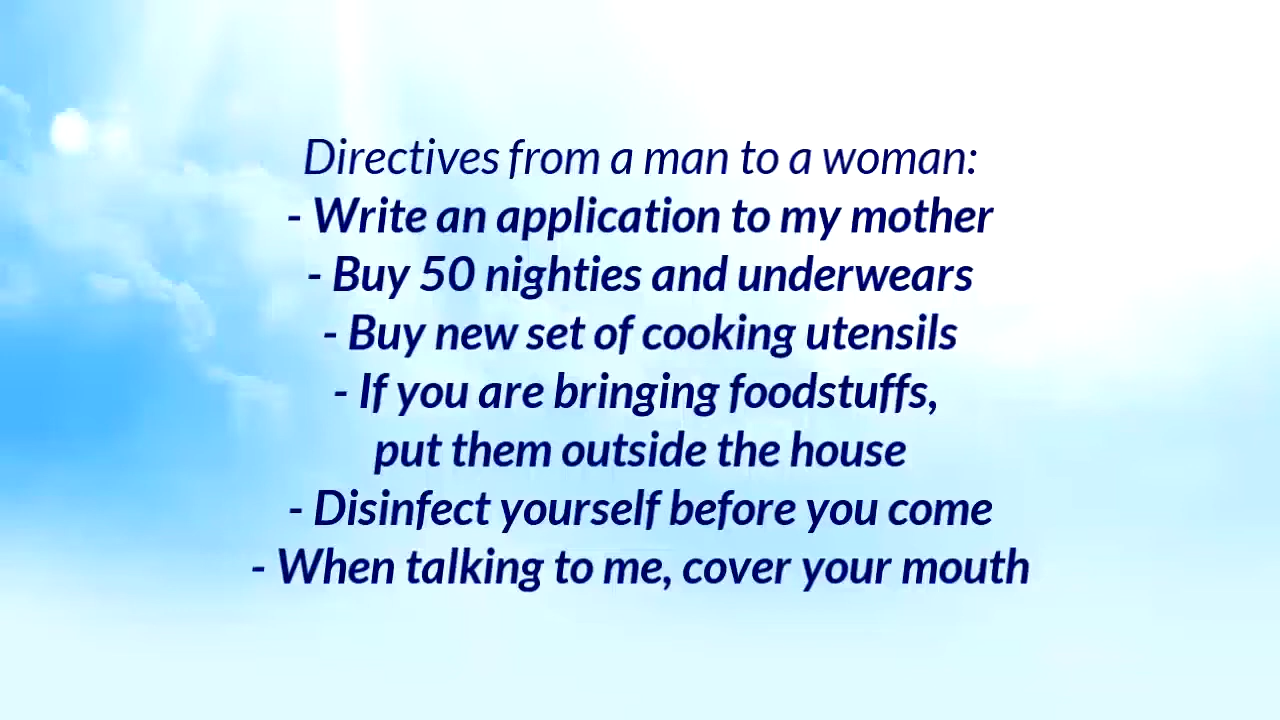 Directives from a man to a woman:
- Write an application to my mother
- Buy 50 nighties and underwears
- Buy new set of cooking utensils
- If you are bringing foodstuffs,
put them outside the house
- Disinfect yourself before you come
- When talking to me, cover your mouth